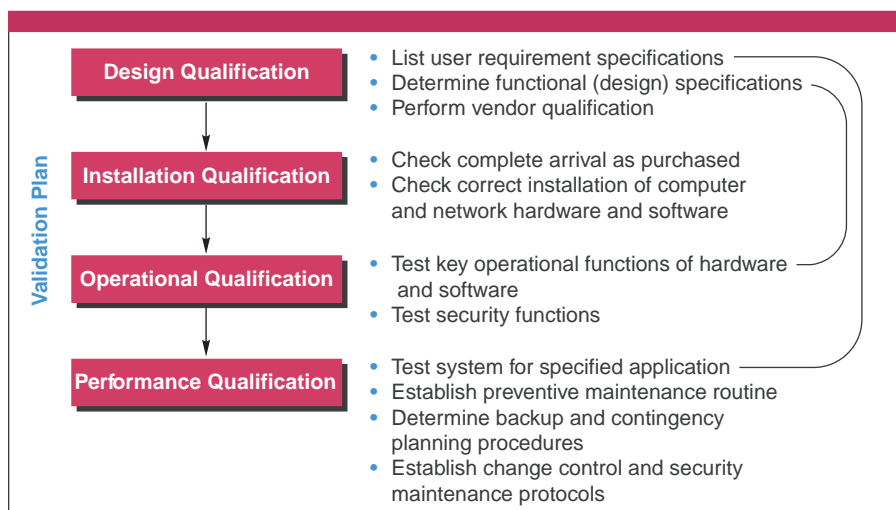 Validation Plan
Design Qualification
• List user requirement specifications
• Determine functional (design) specifications
• Perform vendor qualification
Installation Qualification
• Check complete arrival as purchased
• Check correct installation of computer
and network hardware and software
Operational Qualification
• Test key operational functions of hardware
and software
• Test security functions
Performance Qualification
• Test system for specified application
• Establish preventive maintenance routine
• Determine backup and contingency
planning procedures
• Establish change control and security
maintenance protocols